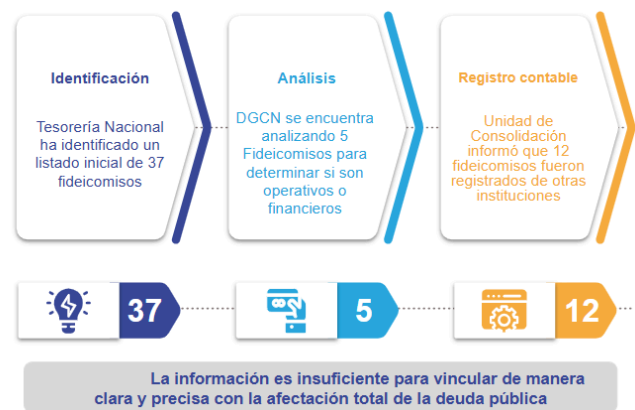 Identificación
Tesorería Nacional
ha identificado un
listado inicial de 37
fideicomisos
Análisis
DGCN se encuentra
analizando 5
Fideicomisos para
determinar si son
operativos o
financieros
Registro contable
Unidad de
Consolidación
informó que 12
fideicomisos fueron
registrados de otras
instituciones
37
5
12
La información es insuficiente para vincular de manera
clara y precisa con la afectación total de la deuda pública